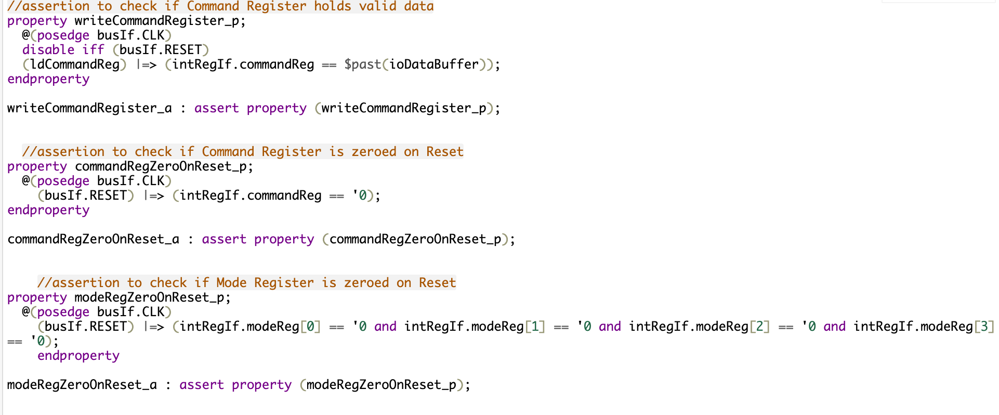 //assertion to check if Command Register holds valid data
property writeCommandRegister_p;
@(posedge busIf.CLK)
disable iff (busIf.RESET)
(ldCommandReg) |=> (intRegIf.commandReg == $past(ioDataBuffer));
endproperty
writeCommandRegister_a : assert property (writeCommandRegister_p);
//assertion to check if Command Register is zeroed on Reset
property commandRegZeroOnReset_p;
@(posedge busIf.CLK)
(busIf.RESET) |=> (intRegIf.commandReg == '0);
endproperty
commandRegZeroOnReset_a : assert property (commandRegZeroOnReset_p);
//assertion to check if Mode Register is zeroed on Reset
property modeRegZeroOnReset_p;
@(posedge busIf.CLK)
(busIf.RESET) |=> (intRegIf.modeReg[0] == '0 and intRegIf.modeReg[1] == '0 and intRegIf.modeReg[2] == '0 and intRegIf.modeReg[3]
== '0);
endproperty
modeRegZeroOnReset_a : assert property (modeRegZeroOnReset_p);